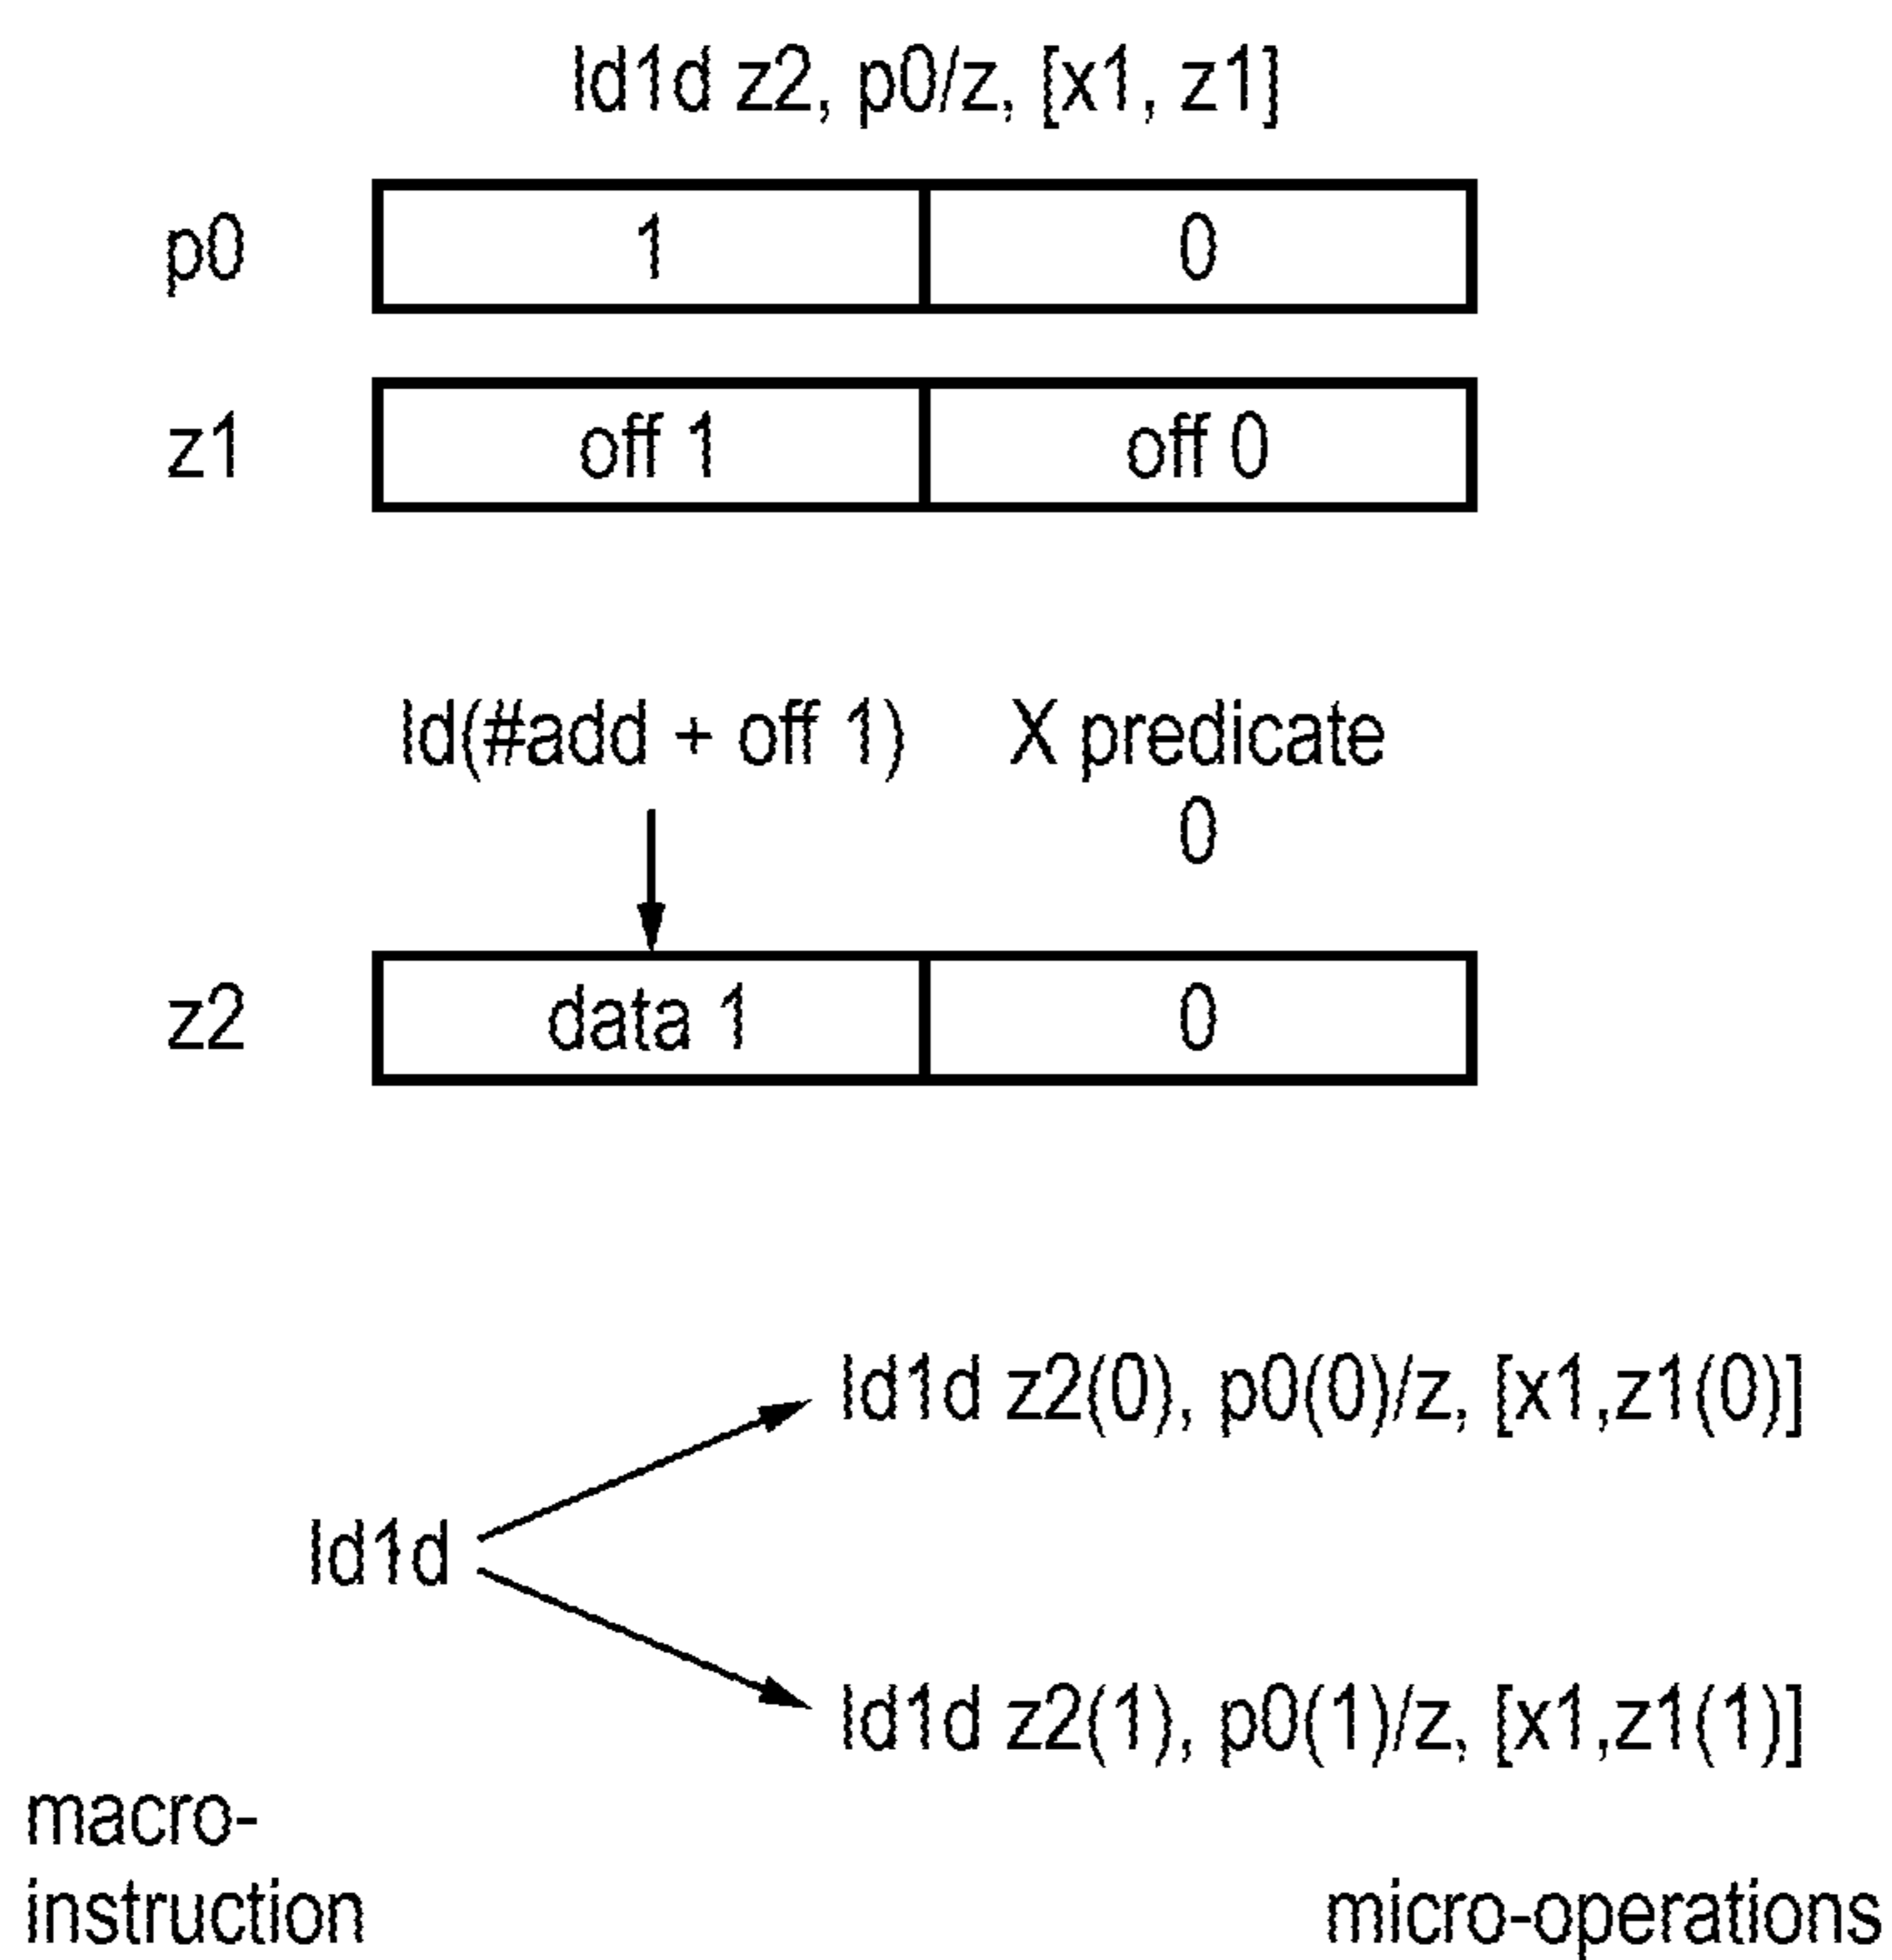 ld1d z2, p0/z, [x1, z1]
p0 1 0
z1 off 1 off 0
ld(#add + off 1) X predicate
0
z2 data 1 0
ld1d z2(0), p0(0)/z, [x1,z1(0)]
ld1d
ld1d z2(1), p0(1)/z, [x1,z1(1)]
macro-
instruction micro-operations